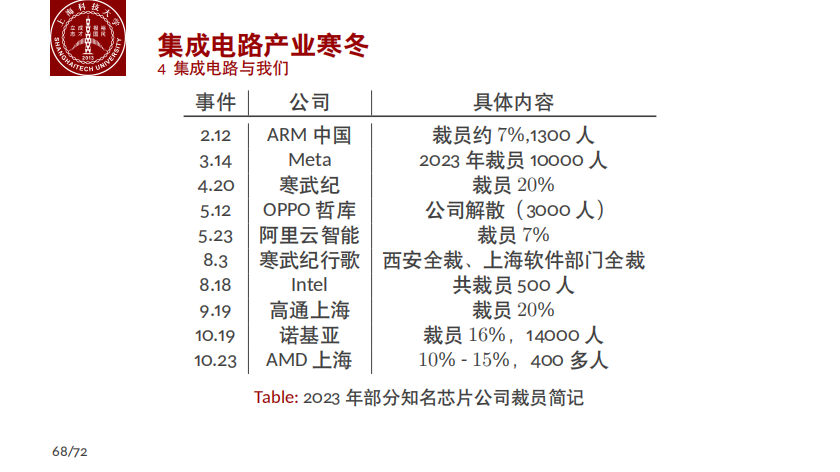 上海科技大学
立志 成才 报国 裕民
SHANGHAITECH UNIVERSITY
2013
集成电路产业寒冬
4 集成电路与我们
事件 公司 具体内容
2.12 ARM 中国 裁员约 7%,1300 人
3.14 Meta 2023 年裁员 10000 人
4.20 寒武纪 裁员 20%
5.12 OPPO 哲库 公司解散（3000 人）
5.23 阿里云智能 裁员 7%
8.3 寒武纪行歌 西安全裁、上海软件部门全裁
8.18 Intel 共裁员 500 人
9.19 高通上海 裁员 20%
10.19 诺基亚 裁员 16%，14000 人
10.23 AMD 上海 10% - 15%，400 多人
Table: 2023 年部分知名芯片公司裁员简记
68/72